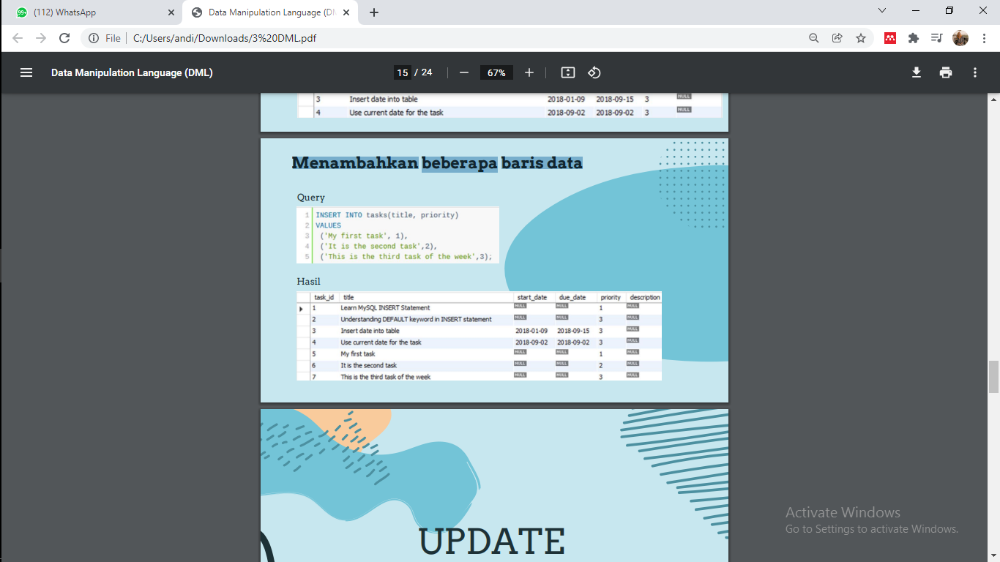 99+ (112) WhatsApp
Data Manipulation Language (DM
File C:/Users/andi/Downloads/3%20DML.pdf
Data Manipulation Language (DML)
15 / 24
67%
3 Insert date into table 2018-01-09 2018-09-15 3 NULL
4 Use current date for the task 2018-09-02 2018-09-02 3 NULL
Menambahkan beberapa baris data
Query
1 INSERT INTO tasks(title, priority)
2 VALUES
3 ('My first task', 1),
4 ('It is the second task',2),
5 ('This is the third task of the week',3);
Hasil
task_id title start_date due_date priority description
1 Learn MySQL INSERT Statement NULL NULL 1 NULL
2 Understanding DEFAULT keyword in INSERT statement NULL NULL 3 NULL
3 Insert date into table 2018-01-09 2018-09-15 3 NULL
4 Use current date for the task 2018-09-02 2018-09-02 3 NULL
5 My first task NULL NULL 1 NULL
6 It is the second task NULL NULL 2 NULL
7 This is the third task of the week NULL NULL 3 NULL
UPDATE
Activate Windows
Go to Settings to activate Windows.